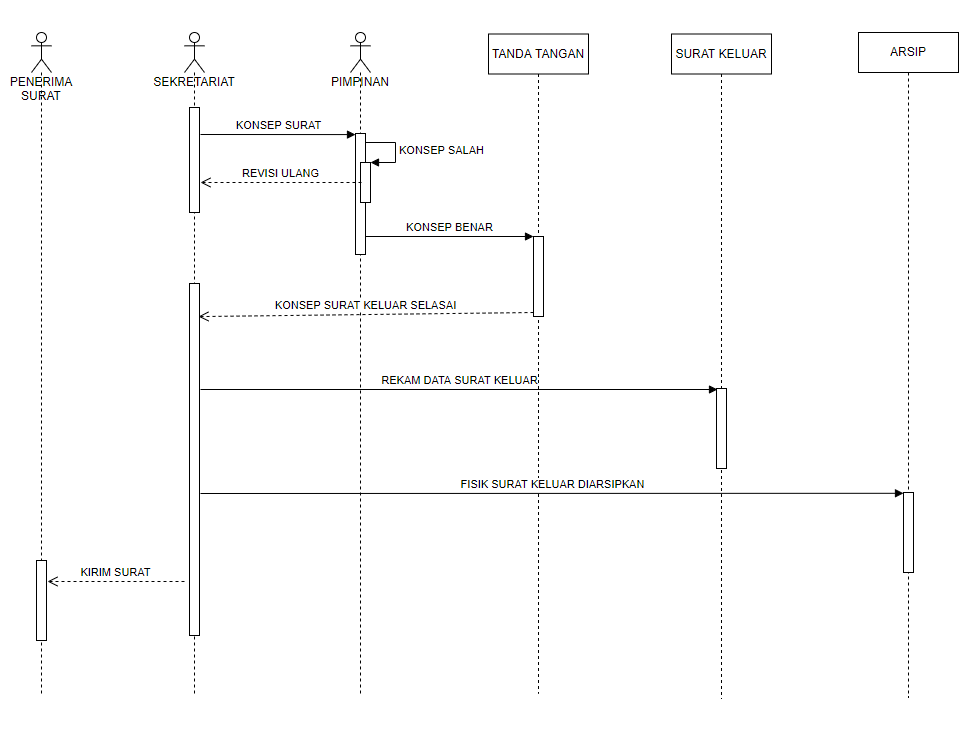 PENERIMA
SURAT
SEKRETARIAT
PIMPINAN
TANDA TANGAN
SURAT KELUAR
ARSIP
KONSEP SURAT
KONSEP SALAH
REVISI ULANG
KONSEP BENAR
KONSEP SURAT KELUAR SELASAI
REKAM DATA SURAT KELUAR
FISIK SURAT KELUAR DIARSIPKAN
KIRIM SURAT